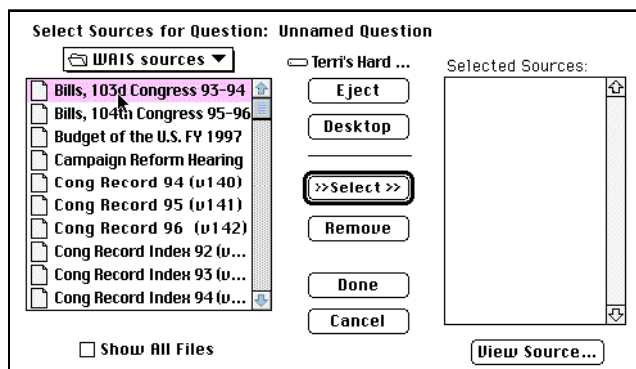 Select Sources for Question: Unnamed Question
WAIS sources
Terri's Hard ...
Selected Sources:
Bills, 103d Congress 93-94
Bills, 104th Congress 95-96
Budget of the U.S. FY 1997
Campaign Reform Hearing
Cong Record 94 (v140)
Cong Record 95 (v141)
Cong Record 96 (v142)
Cong Record Index 92 (v...
Cong Record Index 93 (v...
Cong Record Index 94 (v...
Eject
Desktop
>>Select >>
Remove
Done
Cancel
Show All Files
View Source...